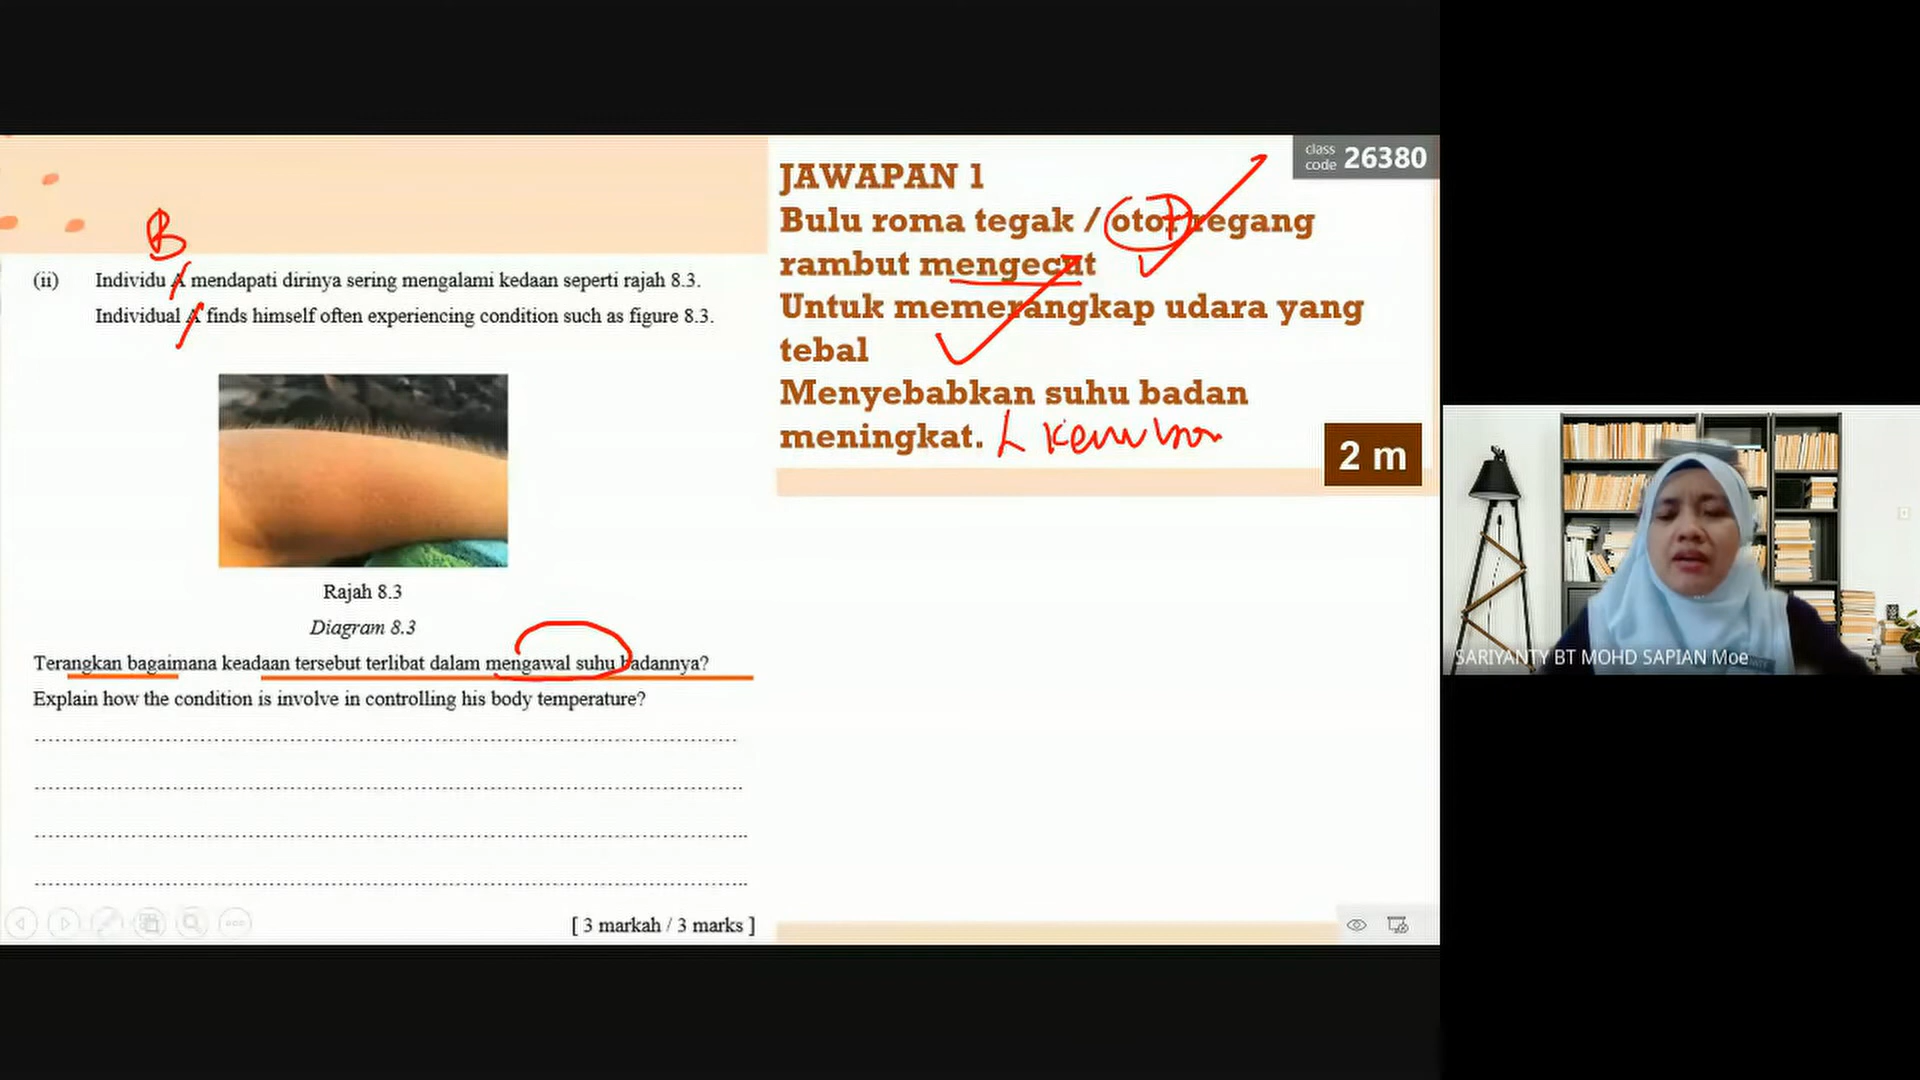 B
(ii) Individu A mendapati dirinya sering mengalami kedaan seperti rajah 8.3.
Individual A finds himself often experiencing condition such as figure 8.3.
Rajah 8.3
Diagram 8.3
Terangkan bagaimana keadaan tersebut terlibat dalam mengawal suhu badannya?
Explain how the condition is involve in controlling his body temperature?
[ 3 markah / 3 marks ]
class code 26380
JAWAPAN 1
Bulu roma tegak / otot regang
rambut mengecut
Untuk memerangkap udara yang
tebal
Menyebabkan suhu badan
meningkat.
2 m
SARIYANTY BT MOHD SAPIAN Moe